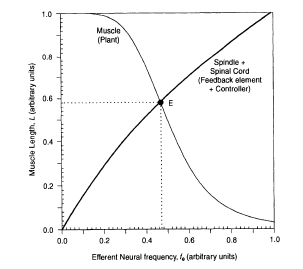 1.0
Muscle
(Plant)
Spindle +
Spinal Cord
(Feedback element
+ Controller)
0.8
0.6
E
0.4
0.2
0.0
Muscle Length, L (arbitrary units)
0.0 0.2 0.4 0.6 0.8 1.0
Efferent Neural frequency, fe (arbitrary units)